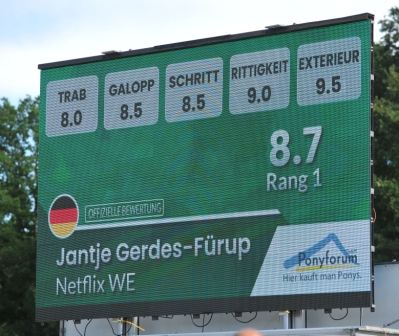 TRAB
8.0
GALOPP
8.5
SCHRITT
8.5
RITTIGKEIT
9.0
EXTERIEUR
9.5
8.7
Rang 1
OFFIZIELLE BEWERTUNG
Jantje Gerdes-Fürup
Netflix WE
Ponyforum
Hier kauft man Ponys.